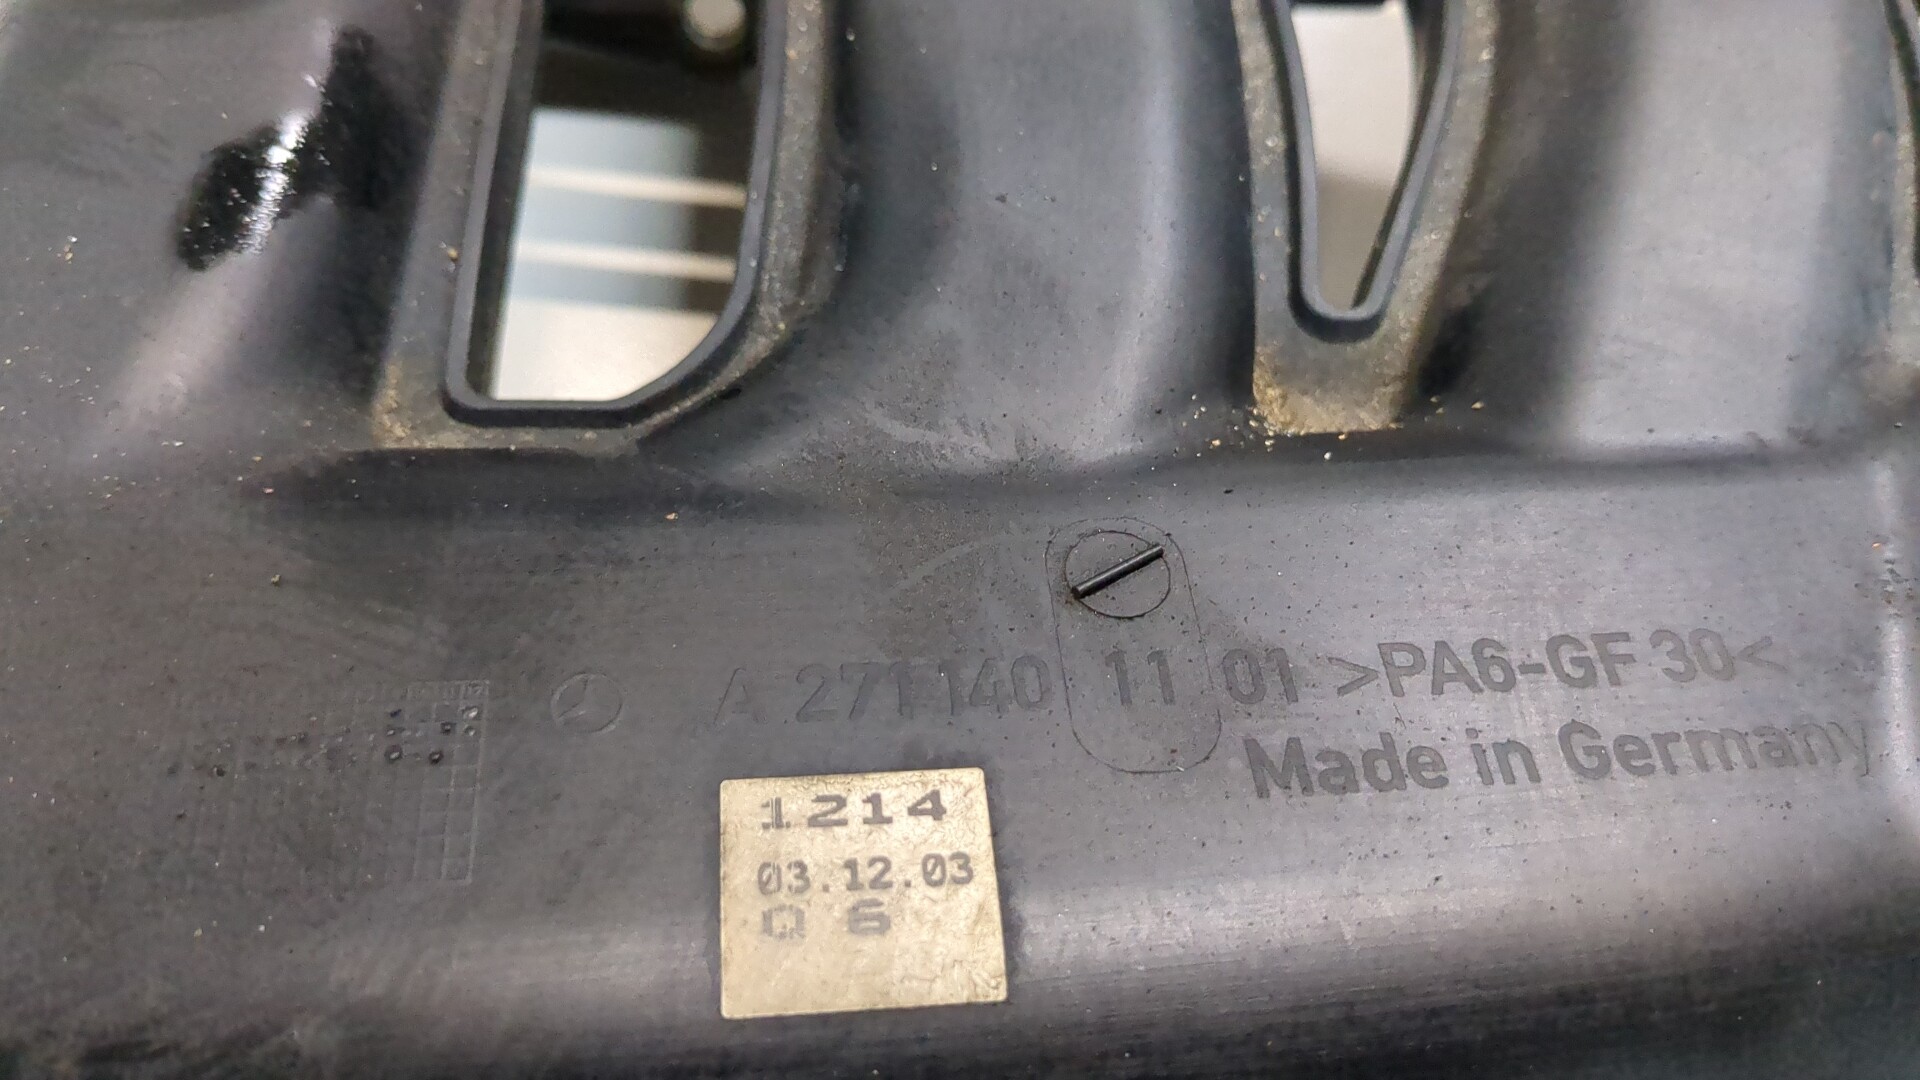 A 271 140 11 01 >PA6-GF 30<
Made in Germany
1214
03.12.03
Q 6